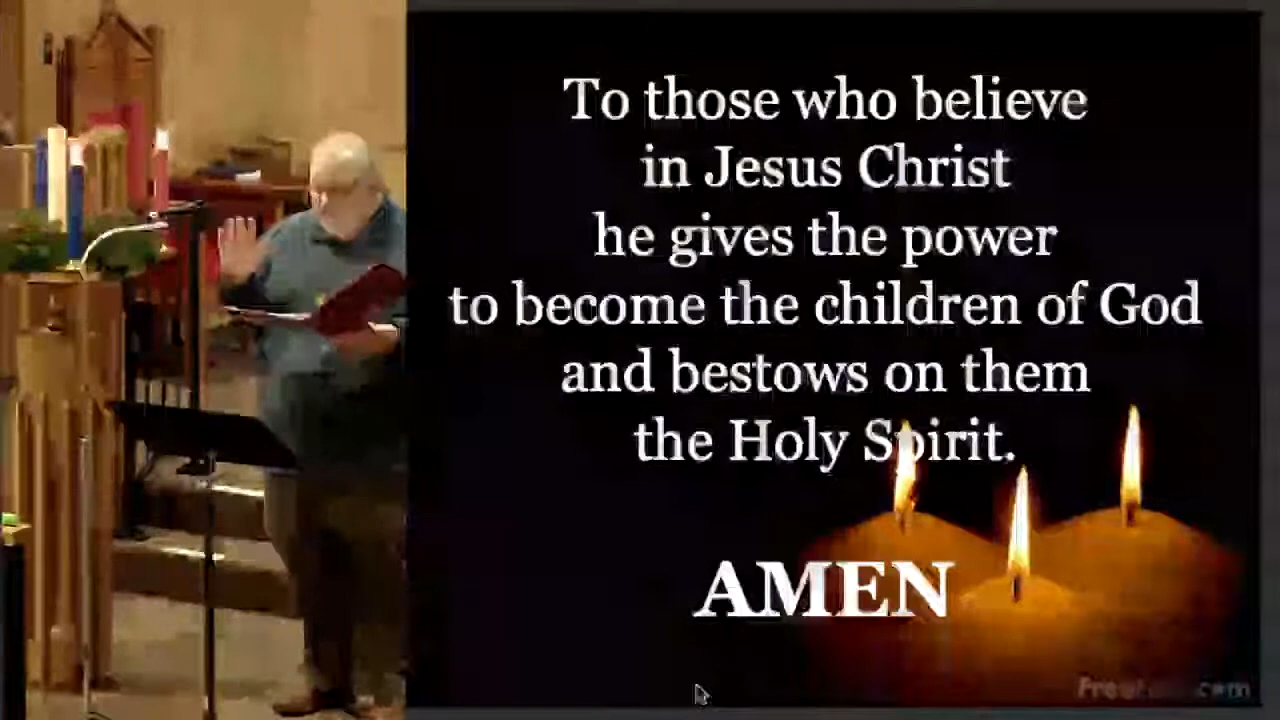 To those who believe
in Jesus Christ
he gives the power
to become the children of God
and bestows on them
the Holy Spirit.
AMEN